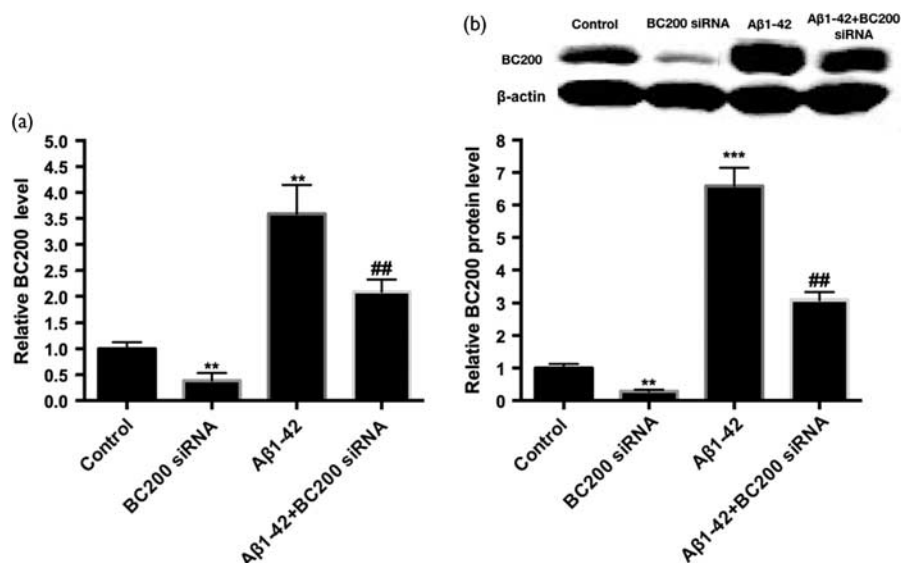 (a)
Relative BC200 level
5.0
4.5
4.0
3.5
3.0
2.5
2.0
1.5
1.0
0.5
0.0
**
**
##
Control
BC200 siRNA
Aβ1-42
Aβ1-42+BC200 siRNA
(b)
Control
BC200 siRNA
Aβ1-42
Aβ1-42+BC200
siRNA
BC200
β-actin
Relative BC200 protein level
8
7
6
5
4
3
2
1
0
**
***
##
Control
BC200 siRNA
Aβ1-42
Aβ1-42+BC200 siRNA